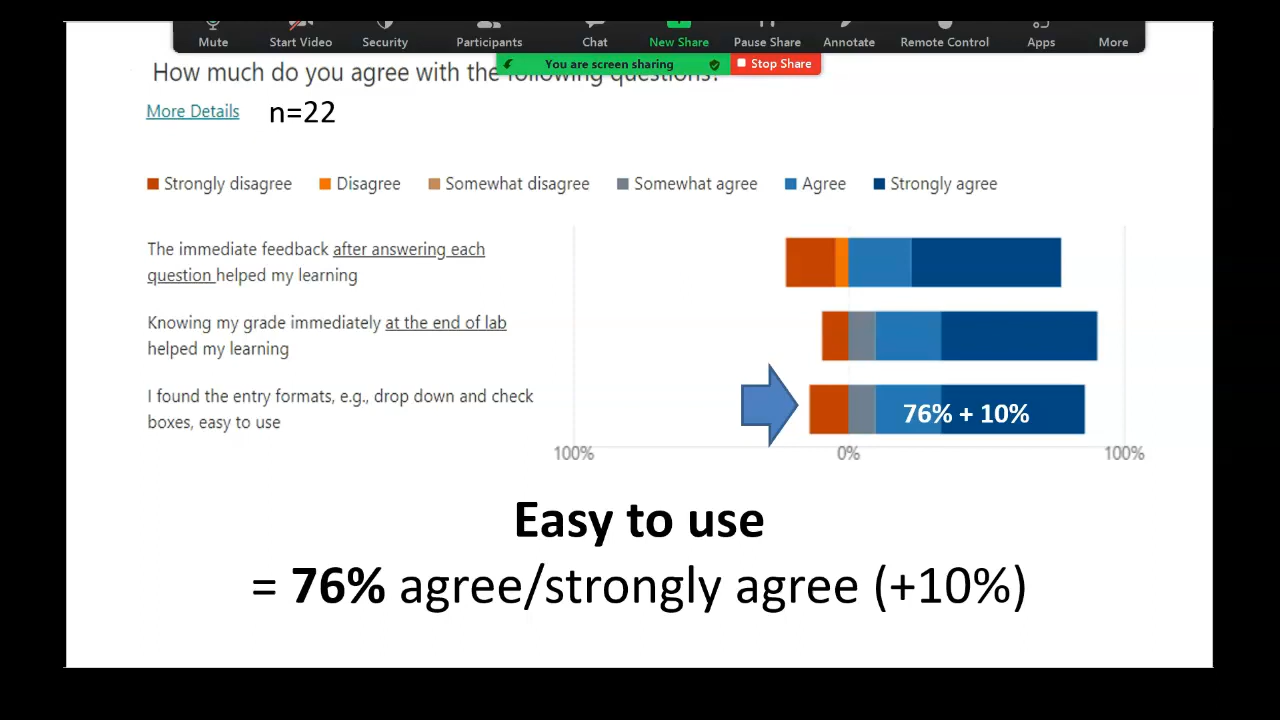 Mute Start Video Security Participants Chat New Share Pause Share Annotate Remote Control Apps More
You are screen sharing Stop Share
How much do you agree with the following questions?
More Details n=22
Strongly disagree Disagree Somewhat disagree Somewhat agree Agree Strongly agree
The immediate feedback after answering each
question helped my learning
Knowing my grade immediately at the end of lab
helped my learning
I found the entry formats, e.g., drop down and check
boxes, easy to use
76% + 10%
100% 0% 100%
Easy to use
= 76% agree/strongly agree (+10%)